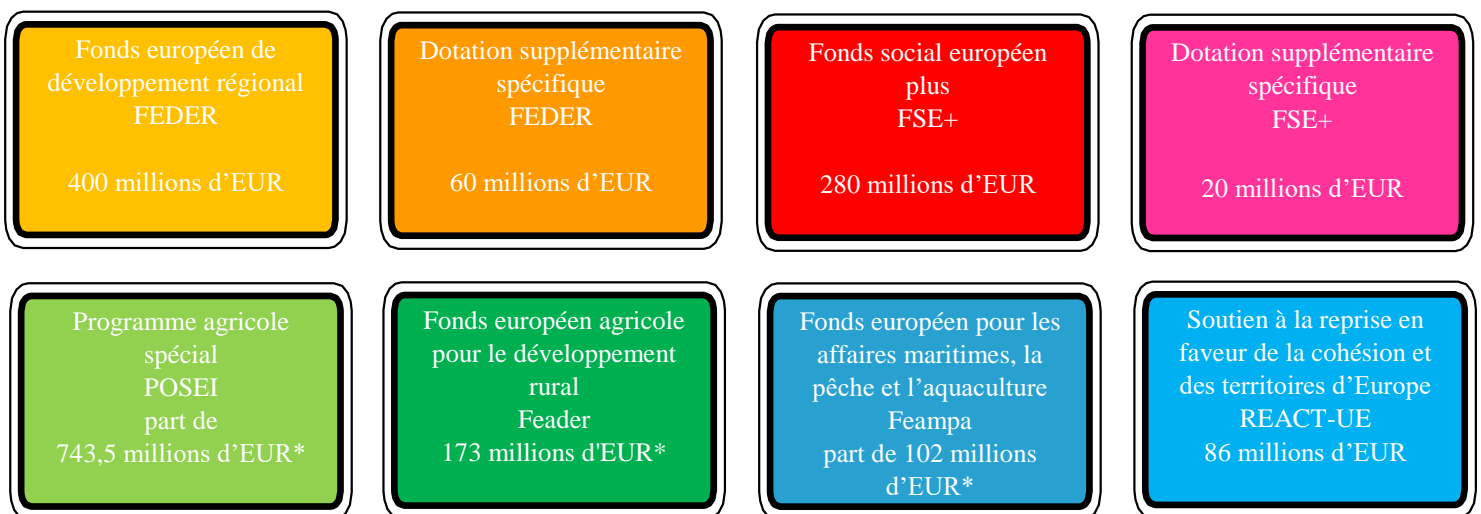 Fonds européen de
développement régional
FEDER
400 millions d’EUR
Dotation supplémentaire
spécifique
FEDER
60 millions d’EUR
Fonds social européen
plus
FSE+
280 millions d’EUR
Dotation supplémentaire
spécifique
FSE+
20 millions d’EUR
Programme agricole
spécial
POSEI
part de
743,5 millions d’EUR*
Fonds européen agricole
pour le développement
rural
Feader
173 millions d'EUR*
Fonds européen pour les
affaires maritimes, la
pêche et l’aquaculture
Feampa
part de 102 millions
d’EUR*
Soutien à la reprise en
faveur de la cohésion et
des territoires d’Europe
REACT-UE
86 millions d’EUR